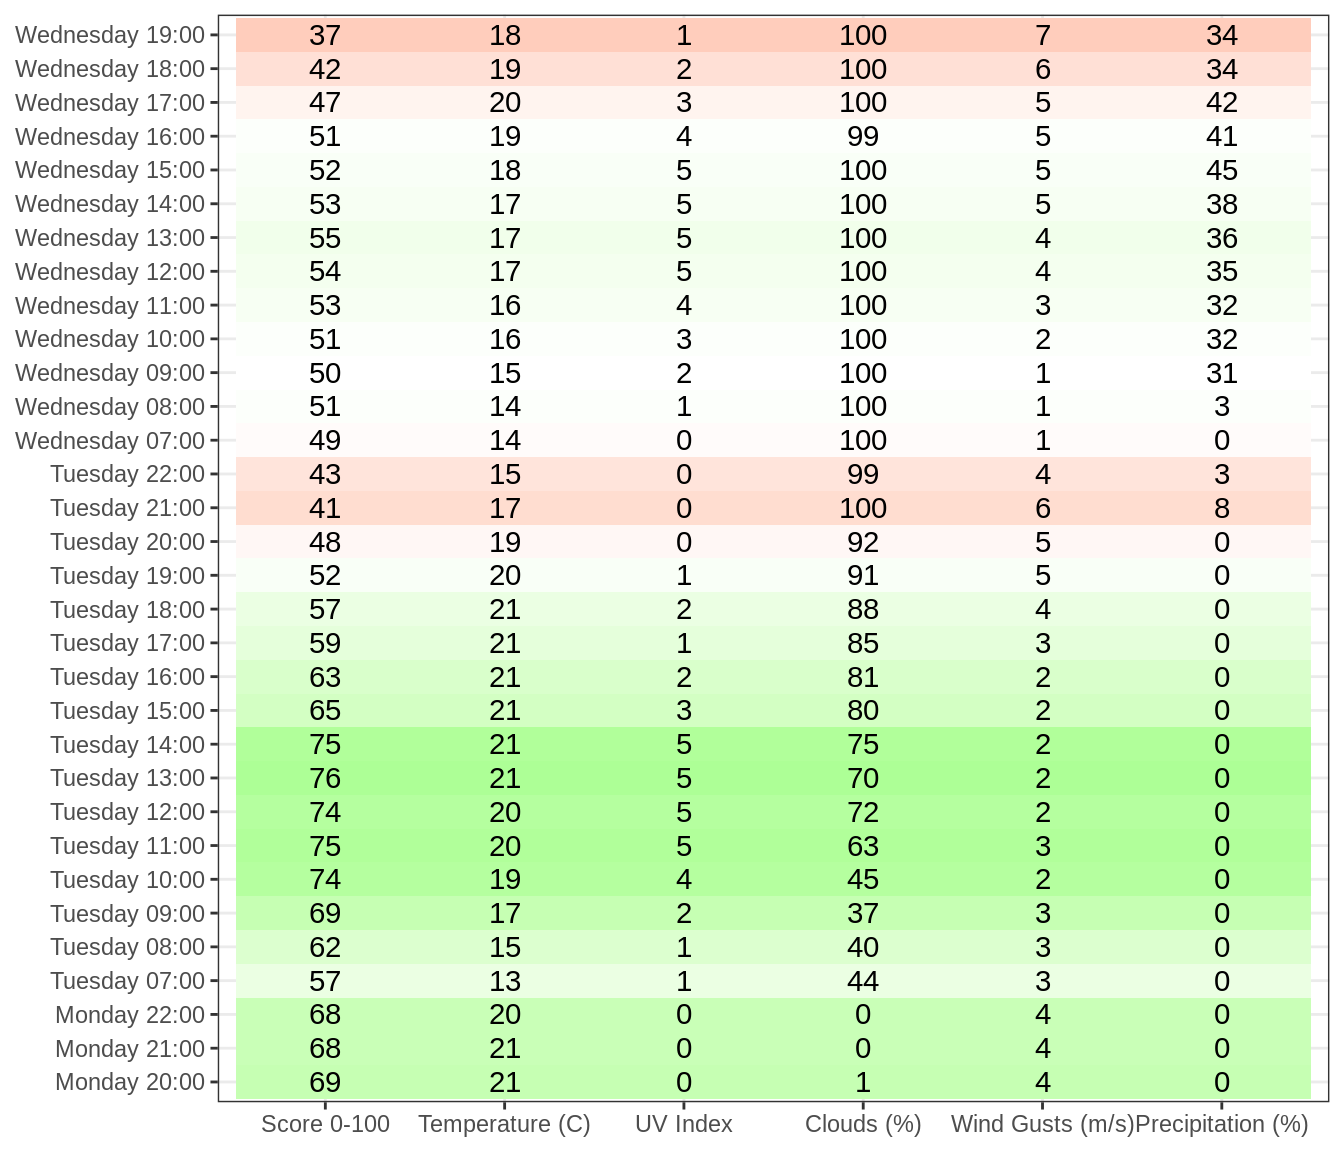 Wednesday 19:00 37 18 1 100 7 34
Wednesday 18:00 42 19 2 100 6 34
Wednesday 17:00 47 20 3 100 5 42
Wednesday 16:00 51 19 4 99 5 41
Wednesday 15:00 52 18 5 100 5 45
Wednesday 14:00 53 17 5 100 5 38
Wednesday 13:00 55 17 5 100 4 36
Wednesday 12:00 54 17 5 100 4 35
Wednesday 11:00 53 16 4 100 3 32
Wednesday 10:00 51 16 3 100 2 32
Wednesday 09:00 50 15 2 100 1 31
Wednesday 08:00 51 14 1 100 1 3
Wednesday 07:00 49 14 0 100 1 0
Tuesday 22:00 43 15 0 99 4 3
Tuesday 21:00 41 17 0 100 6 8
Tuesday 20:00 48 19 0 92 5 0
Tuesday 19:00 52 20 1 91 5 0
Tuesday 18:00 57 21 2 88 4 0
Tuesday 17:00 59 21 1 85 3 0
Tuesday 16:00 63 21 2 81 2 0
Tuesday 15:00 65 21 3 80 2 0
Tuesday 14:00 75 21 5 75 2 0
Tuesday 13:00 76 21 5 70 2 0
Tuesday 12:00 74 20 5 72 2 0
Tuesday 11:00 75 20 5 63 3 0
Tuesday 10:00 74 19 4 45 2 0
Tuesday 09:00 69 17 2 37 3 0
Tuesday 08:00 62 15 1 40 3 0
Tuesday 07:00 57 13 1 44 3 0
Monday 22:00 68 20 0 0 4 0
Monday 21:00 68 21 0 0 4 0
Monday 20:00 69 21 0 1 4 0
Score 0-100 Temperature (C) UV Index Clouds (%) Wind Gusts (m/s) Precipitation (%)